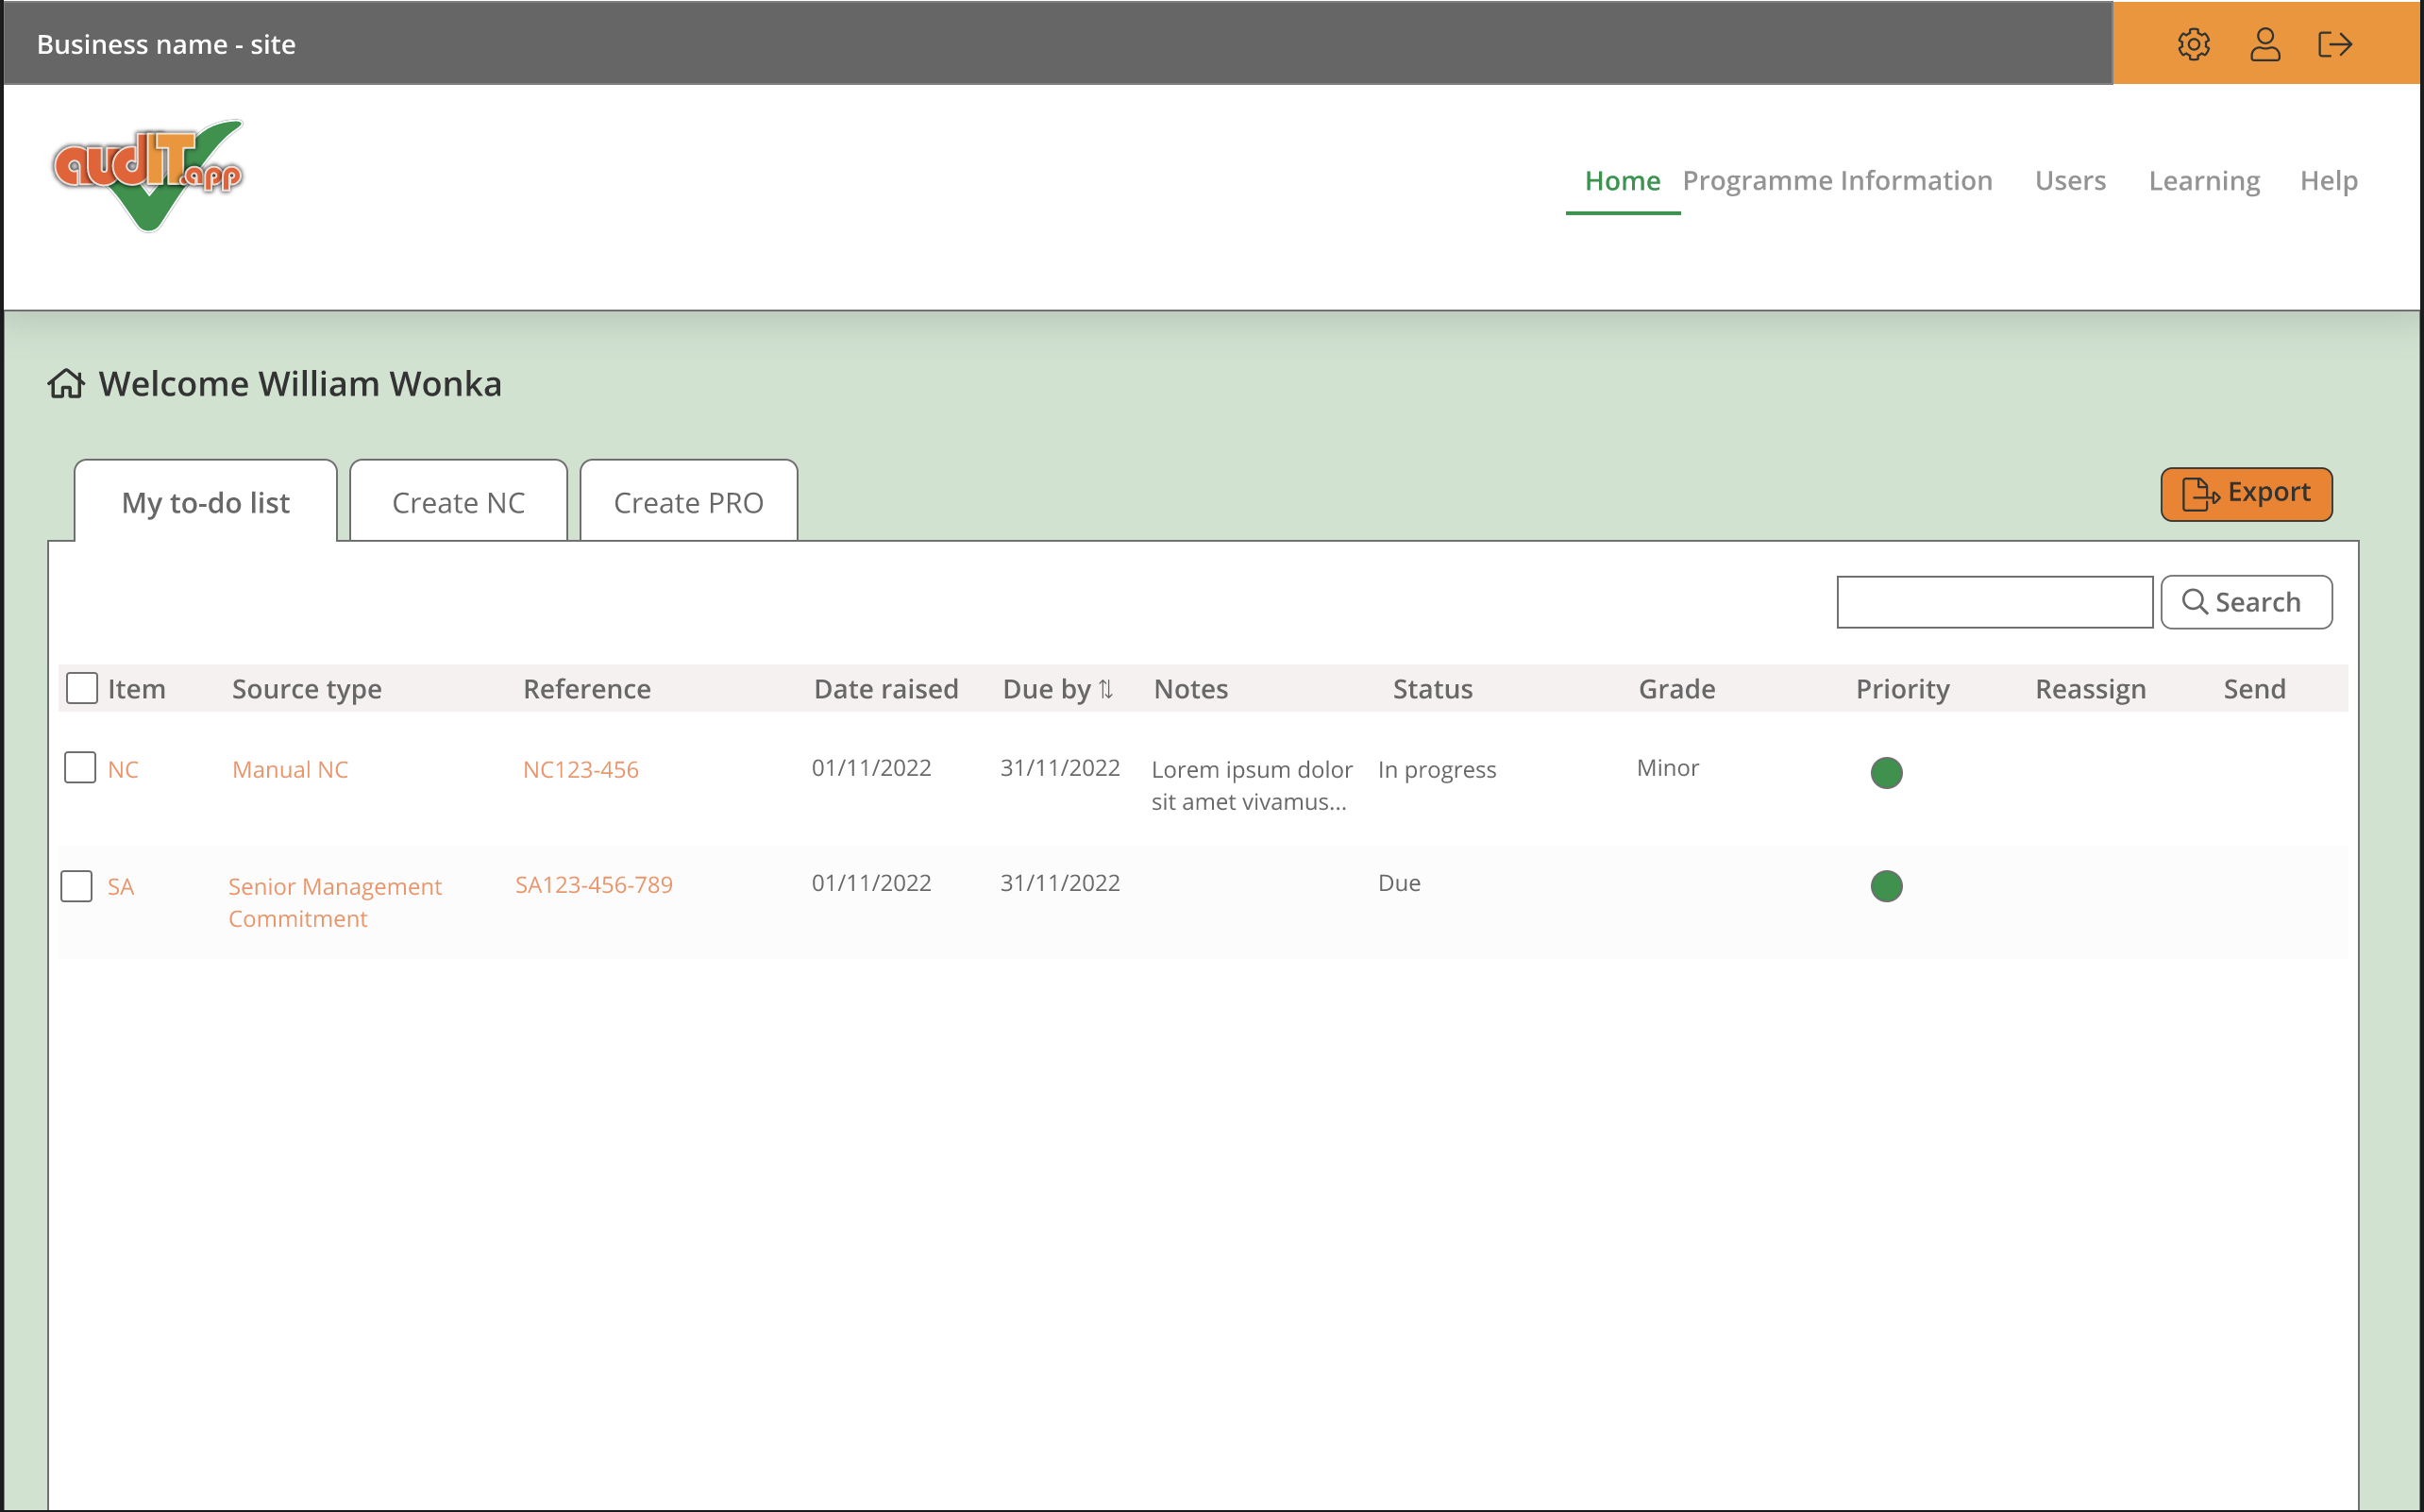 Business name - site
audIT.app
Home Programme Information Users Learning Help
Welcome William Wonka
My to-do list Create NC Create PRO
Export
Search
Item Source type Reference Date raised Due by Notes Status Grade Priority Reassign Send
NC Manual NC NC123-456 01/11/2022 31/11/2022 Lorem ipsum dolor In progress Minor
sit amet vivamus...
SA Senior Management SA123-456-789 01/11/2022 31/11/2022 Due
Commitment